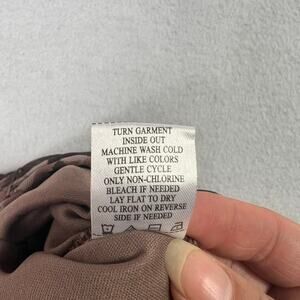 TURN GARMENT
INSIDE OUT
MACHINE WASH COLD
WITH LIKE COLORS
GENTLE CYCLE
ONLY NON-CHLORINE
BLEACH IF NEEDED
LAY FLAT TO DRY
COOL IRON ON REVERSE
SIDE IF NEEDED